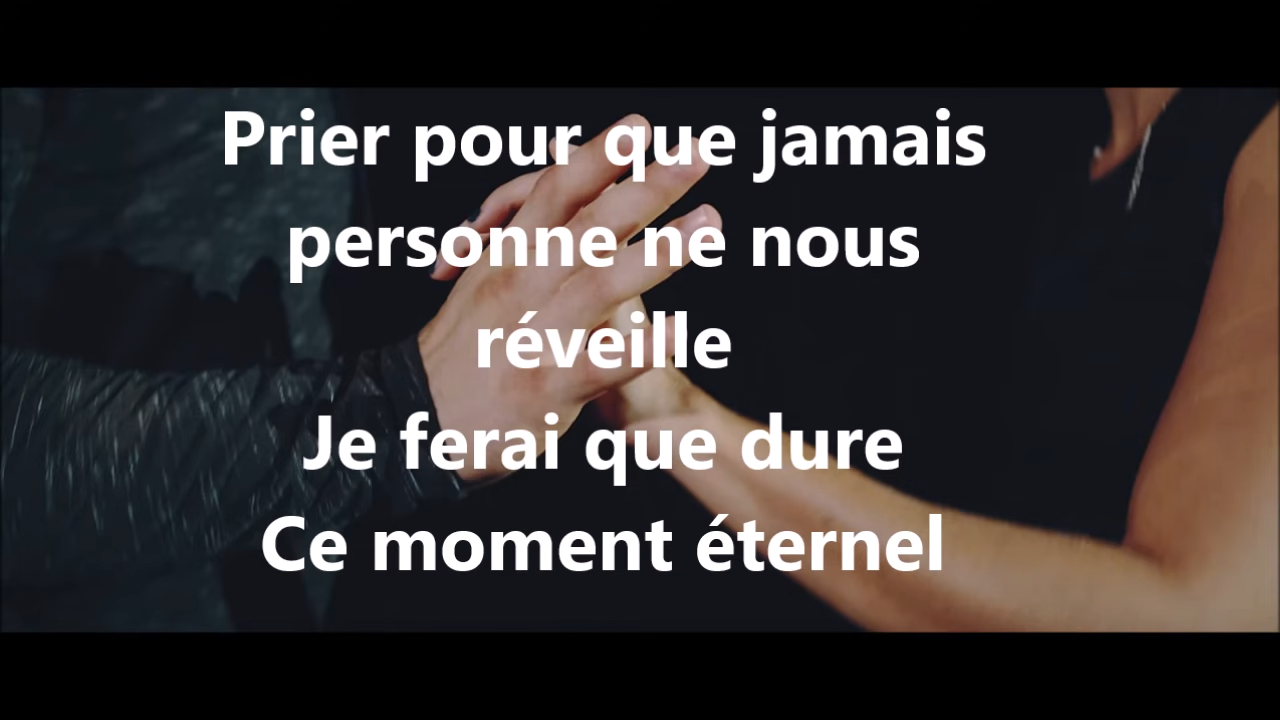 Prier pour que jamais
personne ne nous
réveille
Je ferai que dure
Ce moment éternel